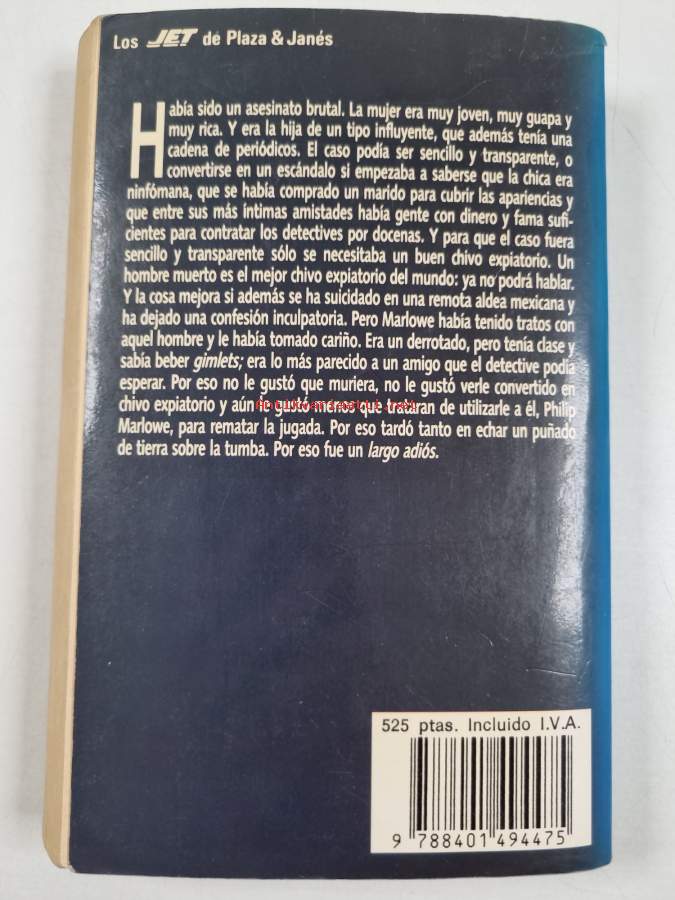 Los JET de Plaza & Janés
Había sido un asesinato brutal. La mujer era muy joven, muy guapa y
muy rica. Y era la hija de un tipo influyente, que además tenía una
cadena de periódicos. El caso podía ser sencillo y transparente, o
convertirse en un escándalo si empezaba a saberse que la chica era
ninfómana, que se había comprado un marido para cubrir las apariencias y
que entre sus más íntimas amistades había gente con dinero y fama sufi-
cientes para contratar los detectives por docenas. Y para que el caso fuera
sencillo y transparente sólo se necesitaba un buen chivo expiatorio. Un
hombre muerto es el mejor chivo expiatorio del mundo: ya no podrá hablar.
Y la cosa mejora si además se ha suicidado en una remota aldea mexicana y
ha dejado una confesión inculpatoria. Pero Marlowe había tenido tratos con
aquel hombre y le había tomado cariño. Era un derrotado, pero tenía clase y
sabía beber gimlets; era lo más parecido a un amigo que el detective podía
esperar. Por eso no le gustó que muriera, no le gustó verle convertido en
chivo expiatorio y aún le gustó menos que trataran de utilizarle a él, Philip
Marlowe, para rematar la jugada. Por eso tardó tanto en echar un puñado
de tierra sobre la tumba. Por eso fue un largo adiós.
525 ptas. Incluido I.V.A.
9 788401 494475